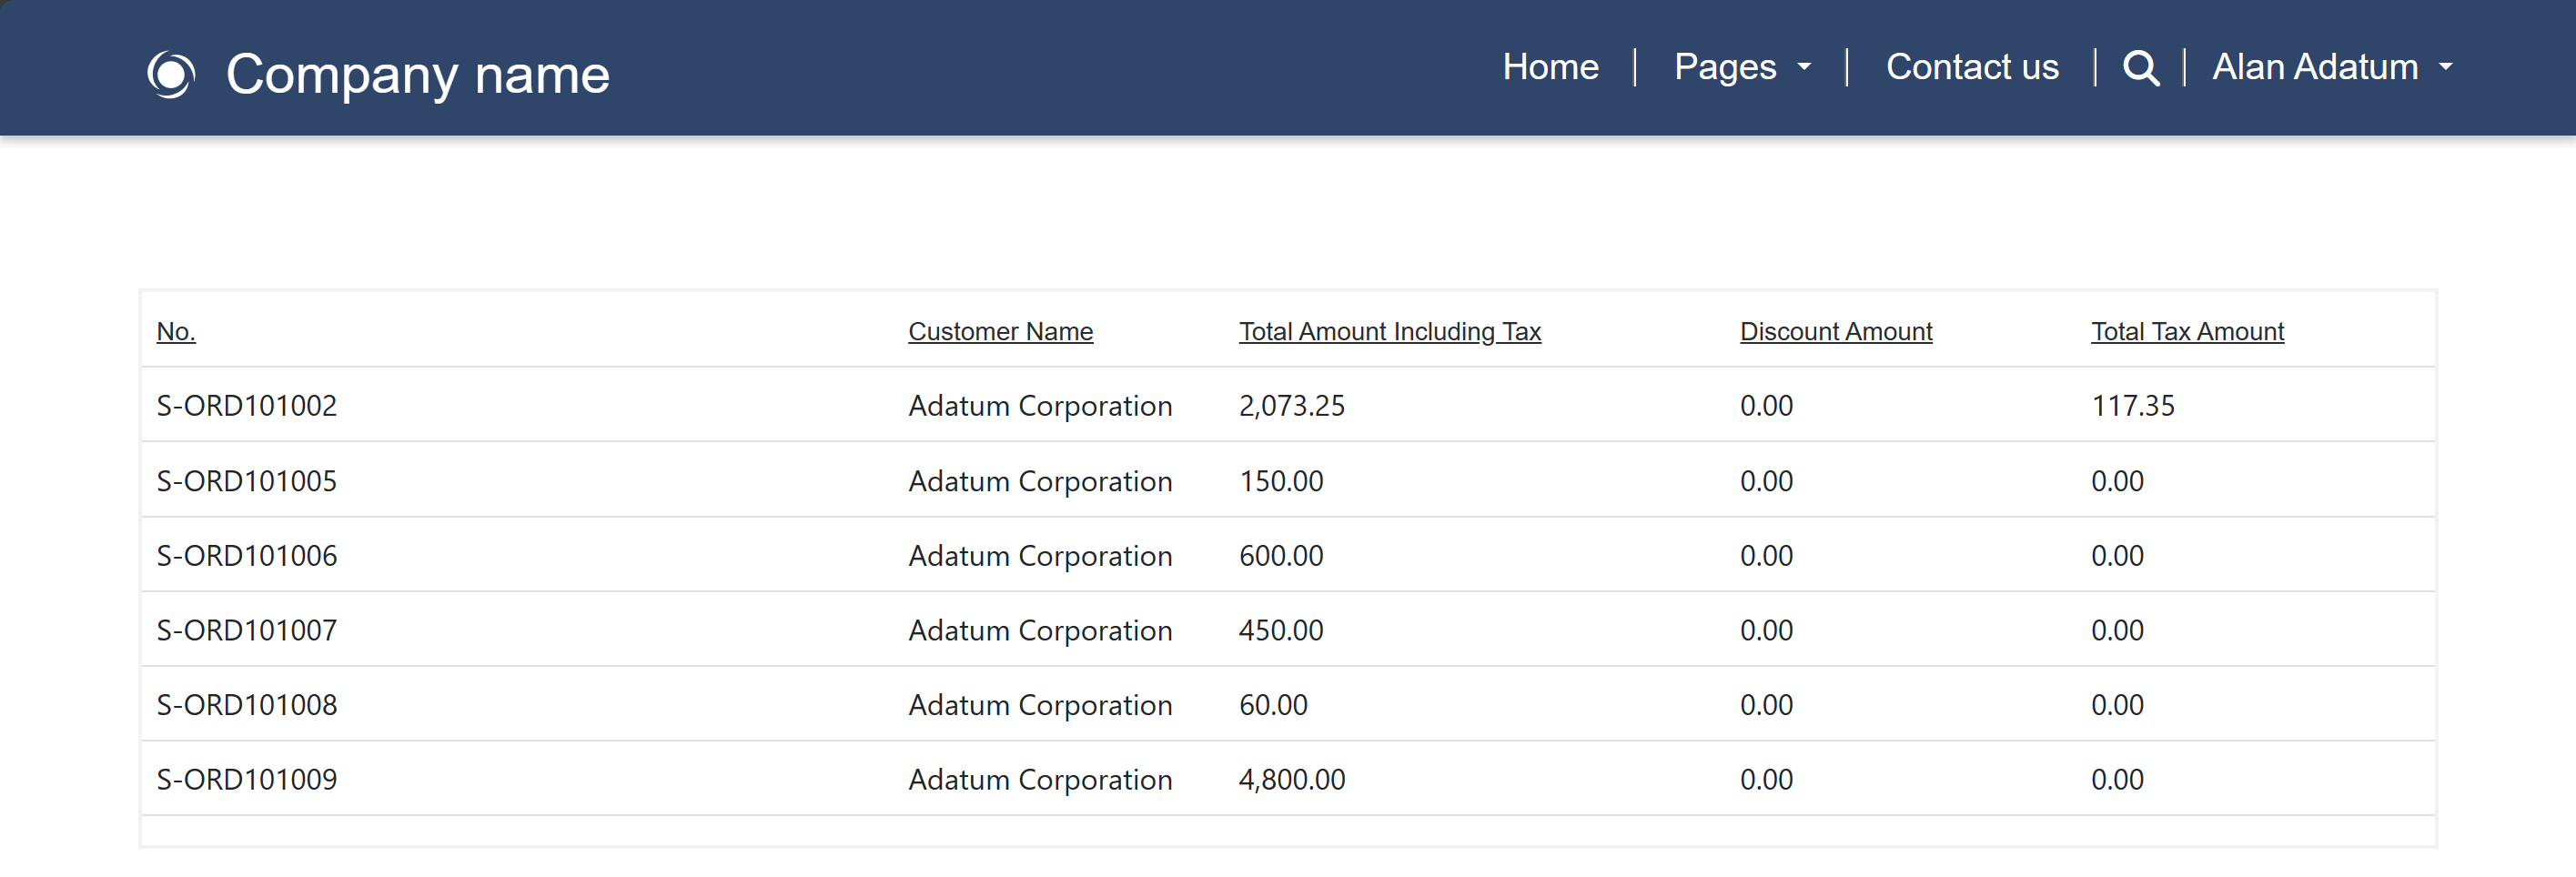 Company name Home Pages Contact us Alan Adatum
No. Customer Name Total Amount Including Tax Discount Amount Total Tax Amount
S-ORD101002 Adatum Corporation 2,073.25 0.00 117.35
S-ORD101005 Adatum Corporation 150.00 0.00 0.00
S-ORD101006 Adatum Corporation 600.00 0.00 0.00
S-ORD101007 Adatum Corporation 450.00 0.00 0.00
S-ORD101008 Adatum Corporation 60.00 0.00 0.00
S-ORD101009 Adatum Corporation 4,800.00 0.00 0.00